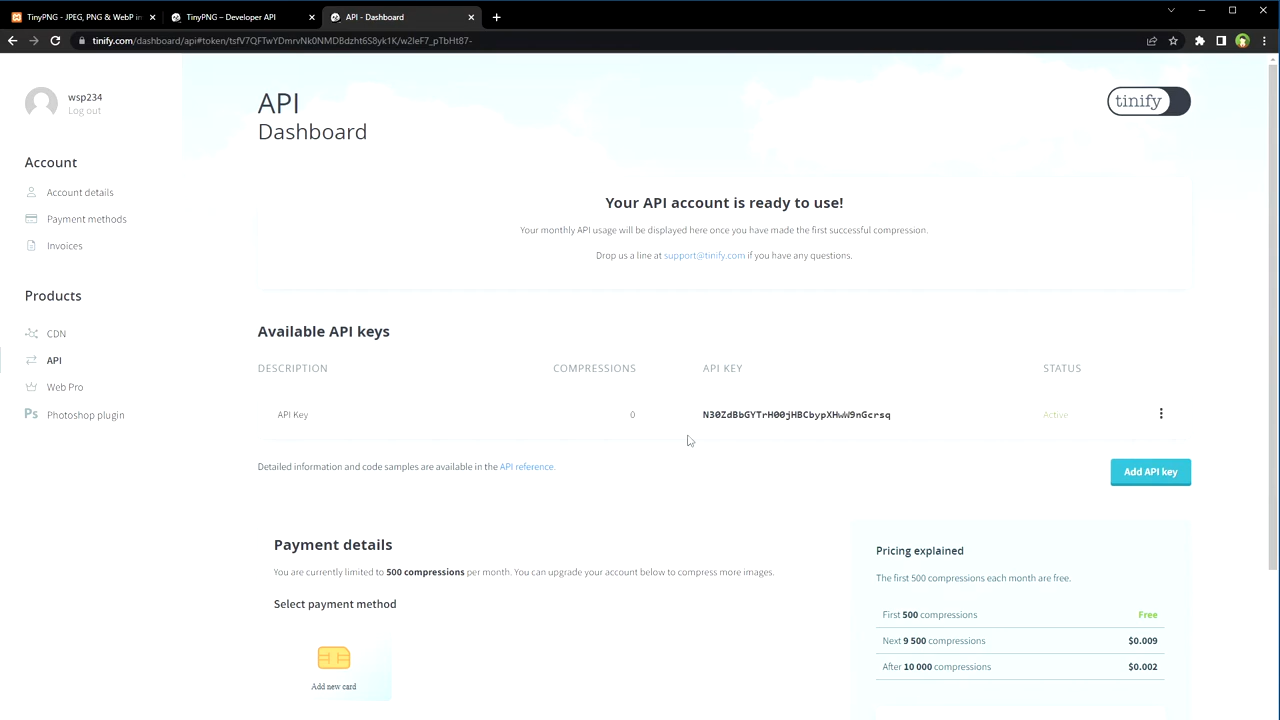 TinyPNG - JPEG, PNG & WebP in
TinyPNG – Developer API
API - Dashboard
tinify.com/dashboard/api#token/tsfV7QFTwYDmrvNk0NMDBdzht6S8yk1K/w2IeF7_pTbHt87-
wsp234
Log out
Account
Account details
Payment methods
Invoices
Products
CDN
API
Web Pro
Ps Photoshop plugin
API
Dashboard
tinify
Your API account is ready to use!
Your monthly API usage will be displayed here once you have made the first successful compression.
Drop us a line at support@tinify.com if you have any questions.
Available API keys
DESCRIPTION COMPRESSIONS API KEY STATUS
API Key 0 N30ZdBbGYTrH00jHBCbypXHwW9nGcrsq Active
Detailed information and code samples are available in the API reference.
Add API key
Payment details
You are currently limited to 500 compressions per month. You can upgrade your account below to compress more images.
Select payment method
Add new card
Pricing explained
The first 500 compressions each month are free.
First 500 compressions Free
Next 9 500 compressions $0.009
After 10 000 compressions $0.002